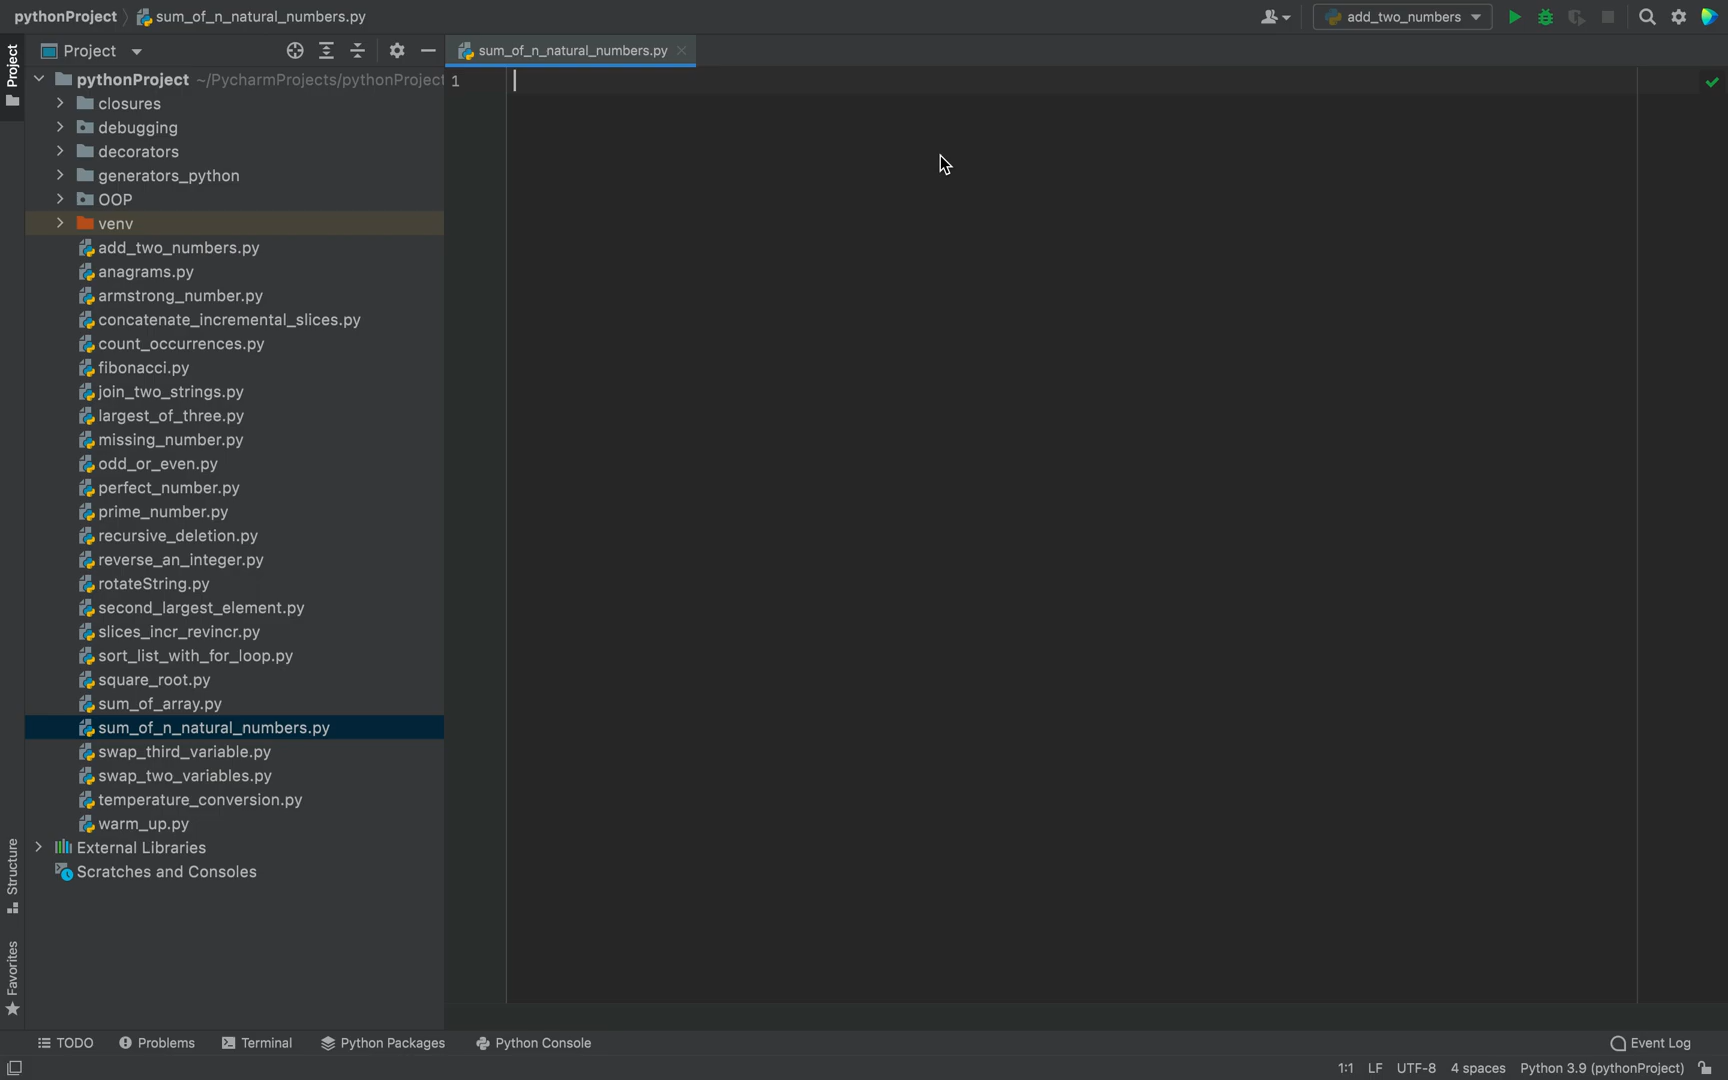 pythonProject sum_of_n_natural_numbers.py add_two_numbers
Project
Project sum_of_n_natural_numbers.py
pythonProject ~/PycharmProjects/pythonProject 1
closures
debugging
decorators
generators_python
OOP
venv
add_two_numbers.py
anagrams.py
armstrong_number.py
concatenate_incremental_slices.py
count_occurrences.py
fibonacci.py
join_two_strings.py
largest_of_three.py
missing_number.py
odd_or_even.py
perfect_number.py
prime_number.py
recursive_deletion.py
reverse_an_integer.py
rotateString.py
second_largest_element.py
slices_incr_revincr.py
sort_list_with_for_loop.py
square_root.py
sum_of_array.py
sum_of_n_natural_numbers.py
swap_third_variable.py
swap_two_variables.py
temperature_conversion.py
warm_up.py
External Libraries
Scratches and Consoles
Structure
Favorites
TODO Problems Terminal Python Packages Python Console Event Log
1:1 LF UTF-8 4 spaces Python 3.9 (pythonProject)